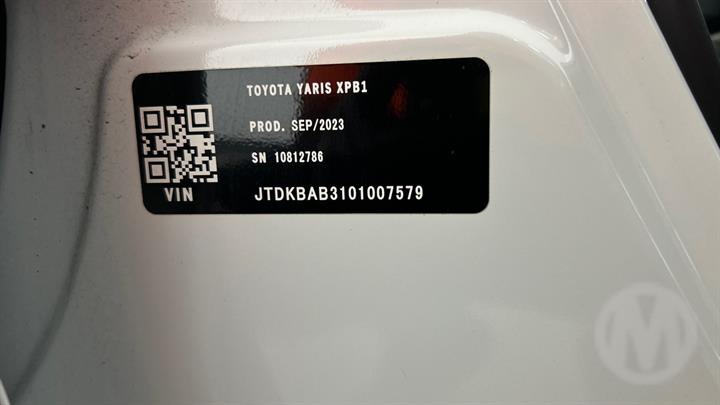 TOYOTA YARIS XPB1
PROD. SEP/2023
SN 10812786
VIN
JTDKBAB3101007579
M